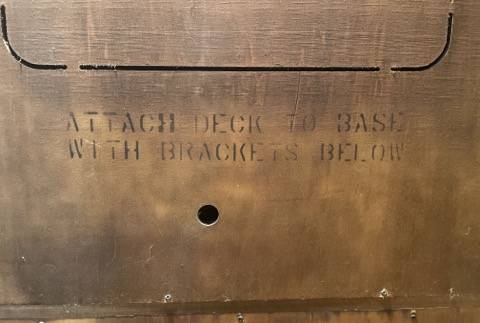 ATTACH DECK TO BASE
WITH BRACKETS BELOW